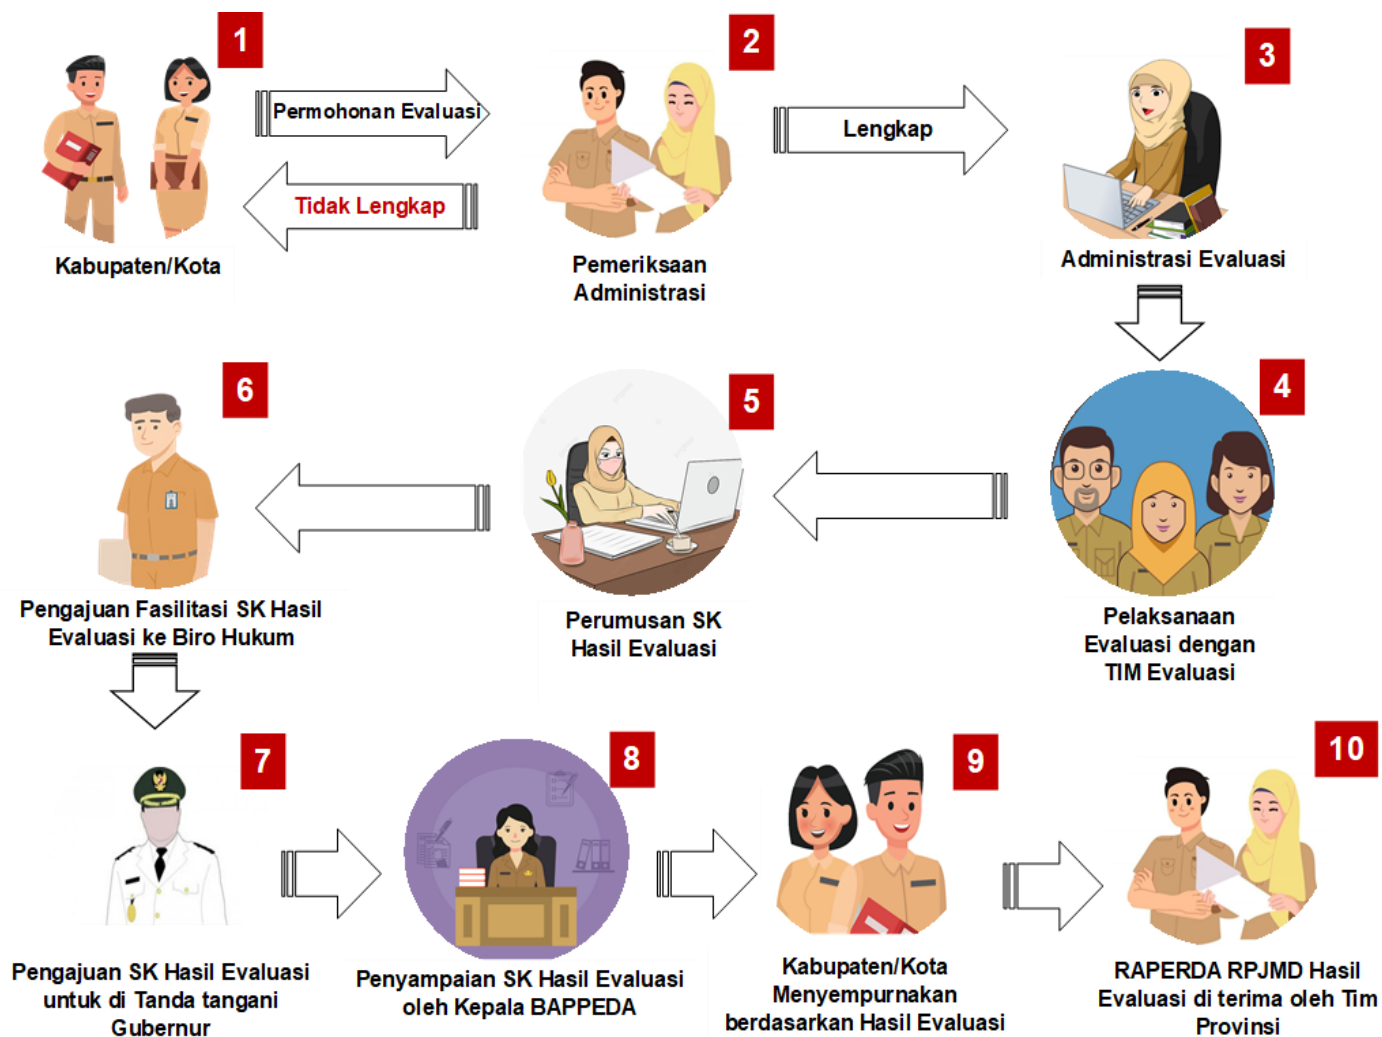 1
Permohonan Evaluasi
Tidak Lengkap
Kabupaten/Kota
2
Pemeriksaan
Administrasi
Lengkap
3
Administrasi Evaluasi
4
Pelaksanaan
Evaluasi dengan
TIM Evaluasi
5
Perumusan SK
Hasil Evaluasi
6
Pengajuan Fasilitasi SK Hasil
Evaluasi ke Biro Hukum
7
Pengajuan SK Hasil Evaluasi
untuk di Tanda tangani
Gubernur
8
Penyampaian SK Hasil Evaluasi
oleh Kepala BAPPEDA
9
Kabupaten/Kota
Menyempurnakan
berdasarkan Hasil Evaluasi
10
RAPERDA RPJMD Hasil
Evaluasi di terima oleh Tim
Provinsi